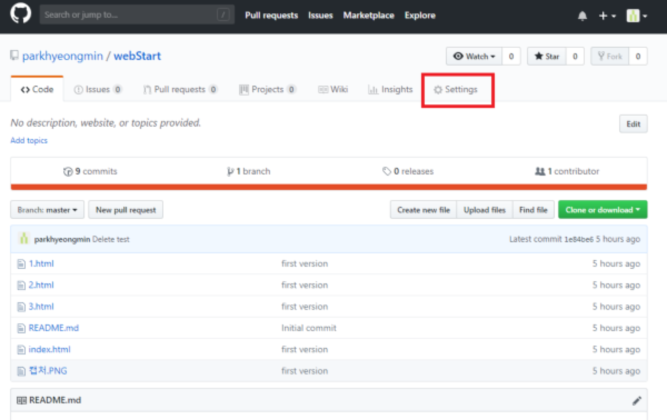 Search or jump to... / Pull requests Issues Marketplace Explore
parkhyeongmin / webStart Watch 0 Star 0 Fork 0
Code Issues 0 Pull requests 0 Projects 0 Wiki Insights Settings
No description, website, or topics provided. Edit
Add topics
9 commits 1 branch 0 releases 1 contributor
Branch: master New pull request Create new file Upload files Find file Clone or download
parkhyeongmin Delete test Latest commit 1e84be6 5 hours ago
1.html first version 5 hours ago
2.html first version 5 hours ago
3.html first version 5 hours ago
README.md Initial commit 5 hours ago
index.html first version 5 hours ago
캡처.PNG first version 5 hours ago
README.md